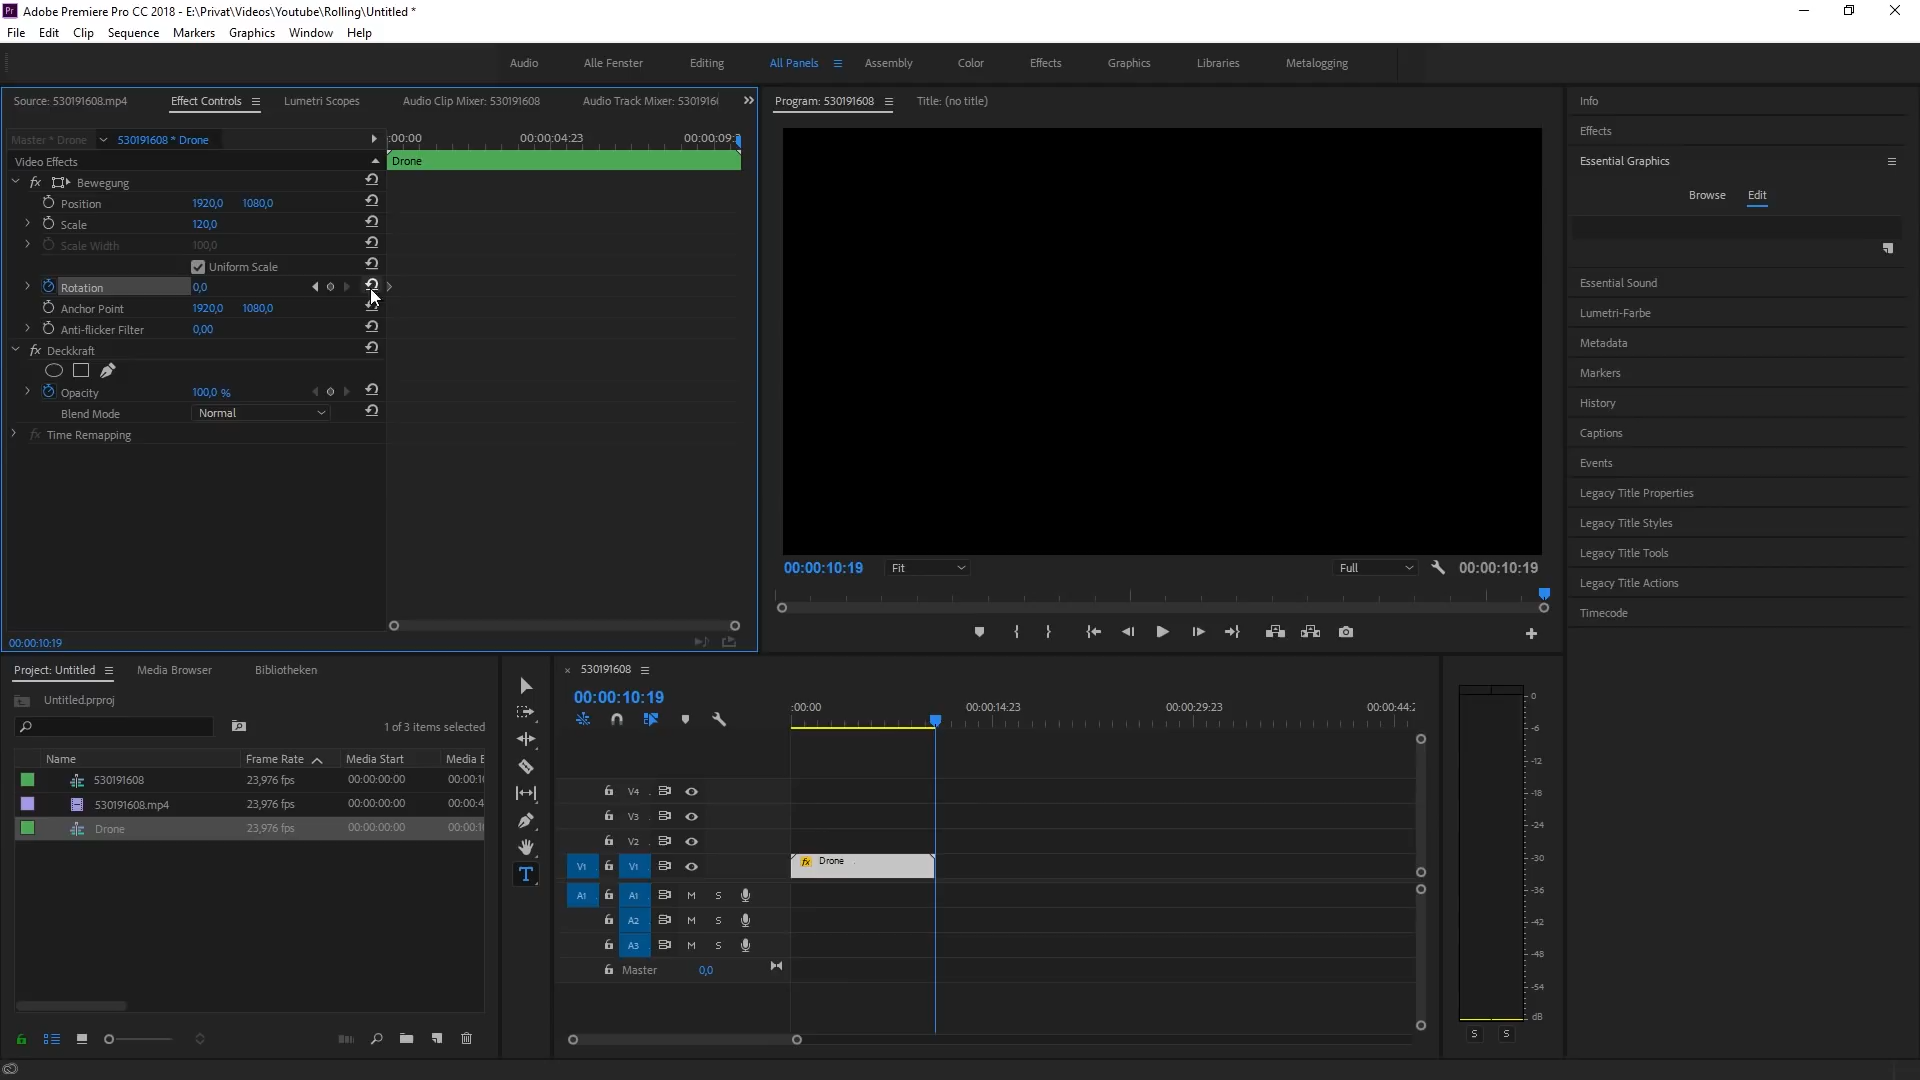 Adobe Premiere Pro CC 2018 - E:\Privat\Videos\Youtube\Rolling\Untitled *
File Edit Clip Sequence Markers Graphics Window Help
Audio Alle Fenster Editing All Panels Assembly Color Effects Graphics Libraries Metalogging
Source: 530191608.mp4 Effect Controls Lumetri Scopes Audio Clip Mixer: 530191608 Audio Track Mixer: 5301916
Master * Drone 530191608 * Drone
:00:00 00:00:04:23 00:00:09:2
Video Effects
Drone
fx Bewegung
Position 1920,0 1080,0
Scale 120,0
Scale Width 100,0
Uniform Scale
Rotation 0,0
Anchor Point 1920,0 1080,0
Anti-flicker Filter 0,00
fx Deckkraft
Opacity 100,0 %
Blend Mode Normal
fx Time Remapping
00:00:10:19
Program: 530191608 Title: (no title)
00:00:10:19 Fit Full 00:00:10:19
Info
Effects
Essential Graphics
Browse Edit
Essential Sound
Lumetri-Farbe
Metadata
Markers
History
Captions
Events
Legacy Title Properties
Legacy Title Styles
Legacy Title Tools
Legacy Title Actions
Timecode
Project: Untitled Media Browser Bibliotheken
Untitled.prproj
1 of 3 items selected
Name Frame Rate Media Start Media E
530191608 23,976 fps 00:00:00:00 00:00:1
530191608.mp4 23,976 fps 00:00:00:00 00:00:4
Drone 23,976 fps 00:00:00:00 00:00:1
530191608
00:00:10:19
:00:00 00:00:14:23 00:00:29:23 00:00:44:2
V4
V3
V2
V1 V1 fx Drone
A1 A1 M S
A2 M S
A3 M S
Master 0,0
0
-6
-12
-18
-24
-30
-36
-42
-48
-54
dB
S S